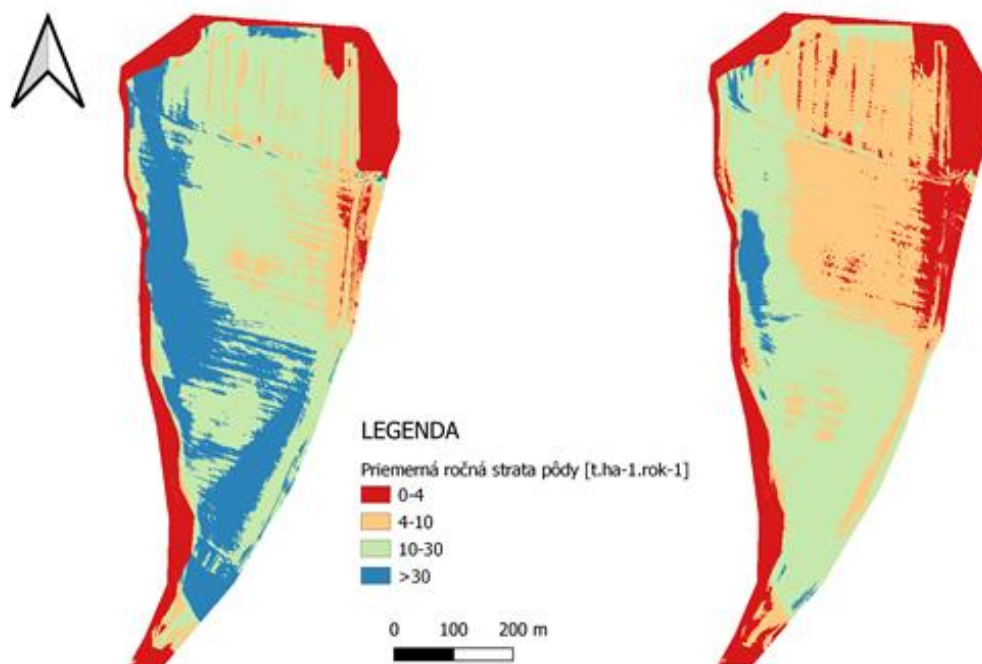 LEGENDA
Priemerná ročná strata pôdy [t.ha-1.rok-1]
0-4
4-10
10-30
>30
0 100 200 m